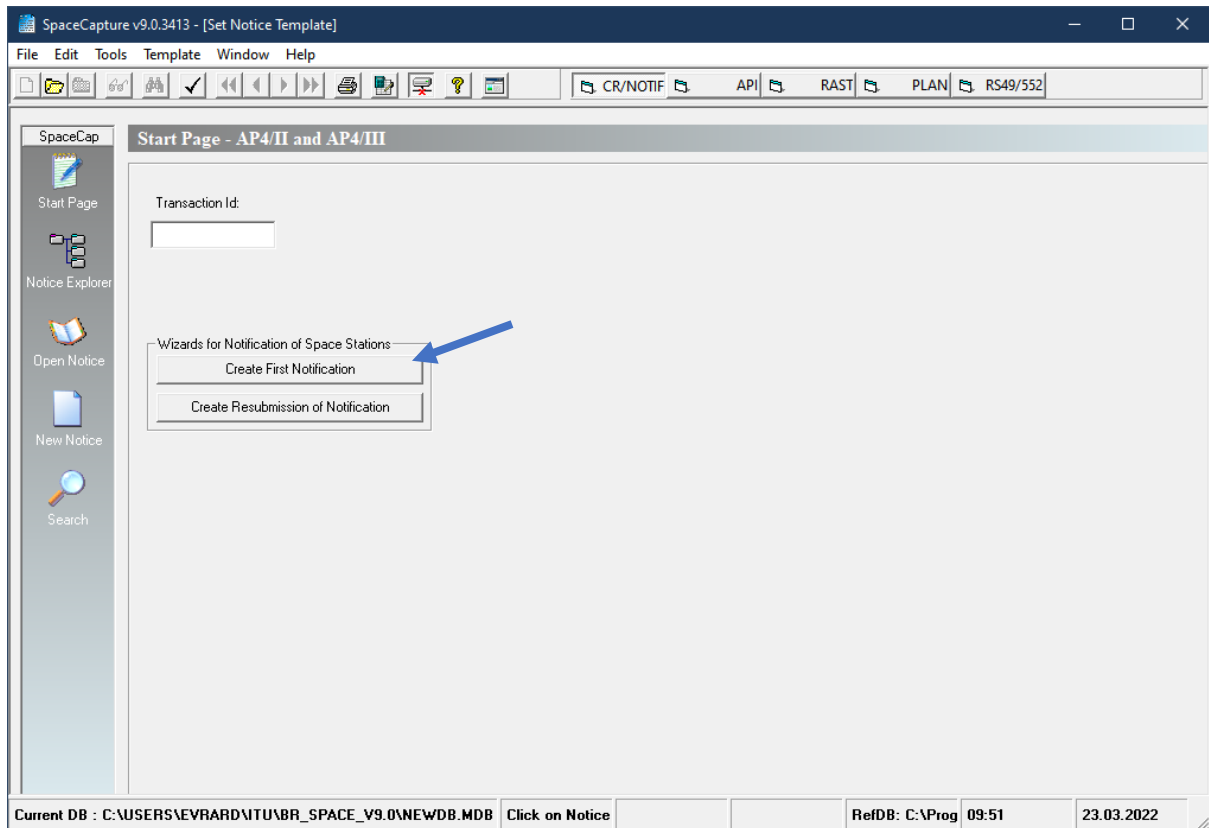 SpaceCapture v9.0.3413 - [Set Notice Template]
File Edit Tools Template Window Help
CR/NOTIF API RAST PLAN RS49/552
SpaceCap
Start Page - AP4/II and AP4/III
Start Page
Transaction Id:
Notice Explorer
Open Notice
Wizards for Notification of Space Stations
Create First Notification
Create Resubmission of Notification
New Notice
Search
Current DB : C:\USERS\EVRARD\ITU\BR_SPACE_V9.0\NEWDB.MDB Click on Notice RefDB: C:\Prog 09:51 23.03.2022